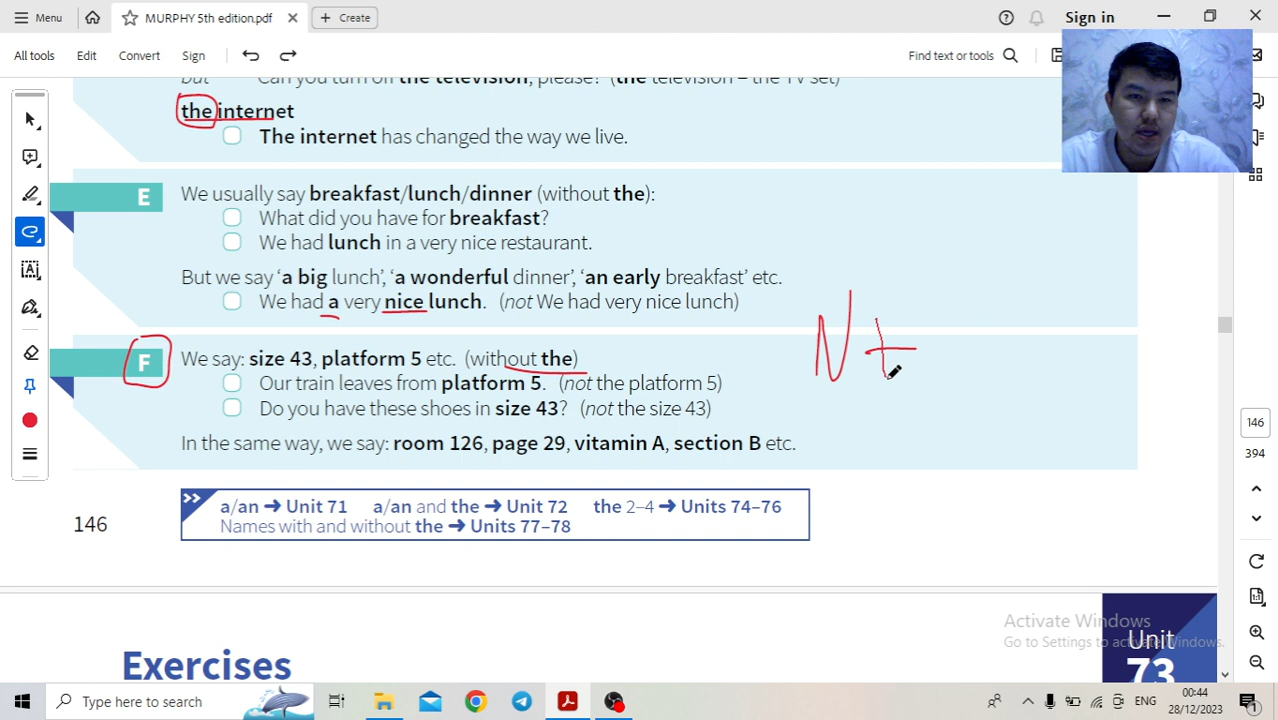 Menu
MURPHY 5th edition.pdf
Create
Sign in
All tools
Edit
Convert
Sign
Find text or tools
but Can you turn off the television, please? (the television = the TV set)
the internet
The internet has changed the way we live.
E
We usually say breakfast/lunch/dinner (without the):
What did you have for breakfast?
We had lunch in a very nice restaurant.
But we say ‘a big lunch’, ‘a wonderful dinner’, ‘an early breakfast’ etc.
We had a very nice lunch. (not We had very nice lunch)
N+
F
We say: size 43, platform 5 etc. (without the)
Our train leaves from platform 5. (not the platform 5)
Do you have these shoes in size 43? (not the size 43)
In the same way, we say: room 126, page 29, vitamin A, section B etc.
146
394
>> a/an ➜ Unit 71 a/an and the ➜ Unit 72 the 2–4 ➜ Units 74–76
Names with and without the ➜ Units 77–78
146
Exercises
Unit
73
Activate Windows
Go to Settings to activate Windows.
Type here to search
ENG
00:44
28/12/2023